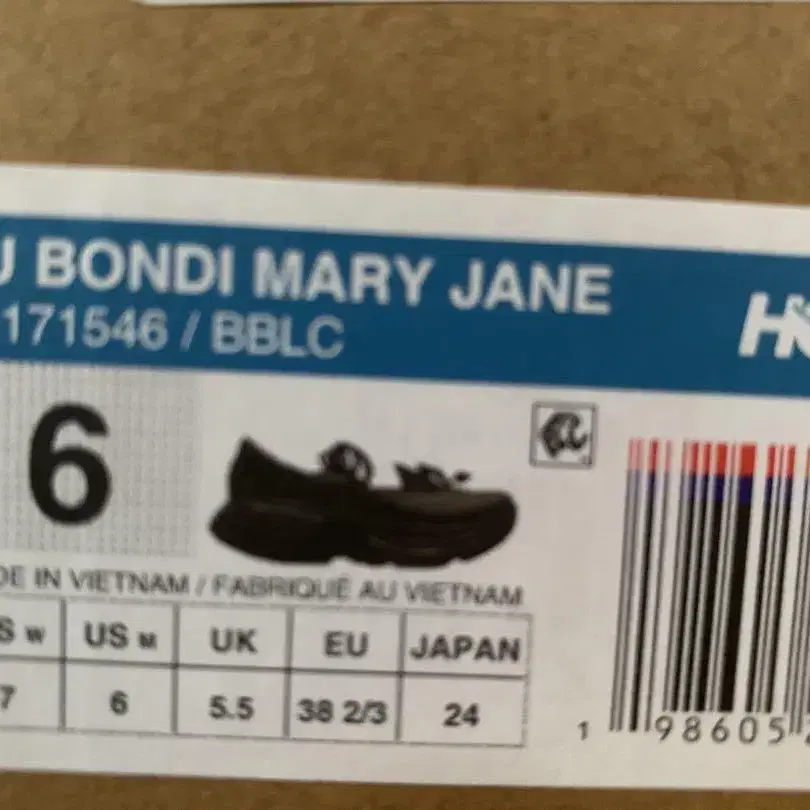 U BONDI MARY JANE
171546 / BBLC
6
DE IN VIETNAM / FABRIQUÉ AU VIETNAM
S W US M UK EU JAPAN
7 6 5.5 38 2/3 24
1 98605